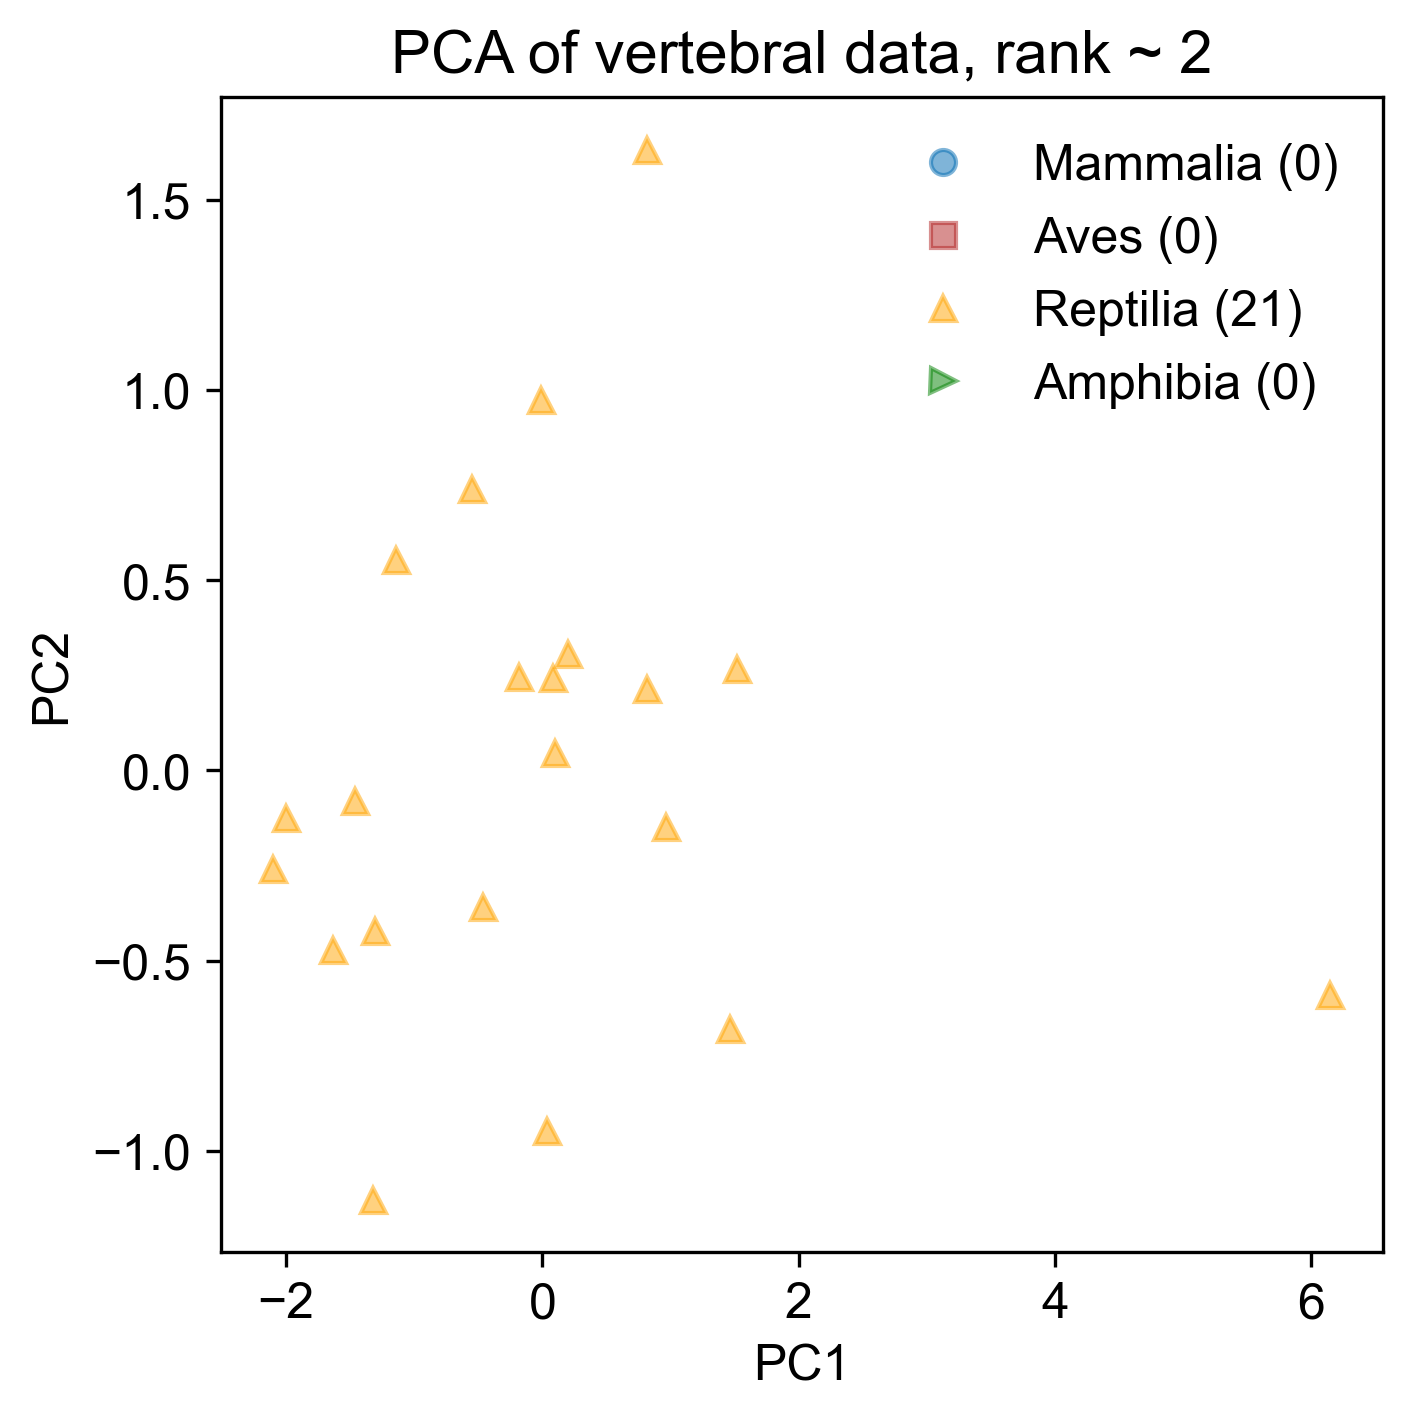 PCA of vertebral data, rank ~ 2
Mammalia (0)
Aves (0)
Reptilia (21)
Amphibia (0)
1.5
1.0
0.5
0.0
−0.5
−1.0
PC2
−2
0
2
4
6
PC1